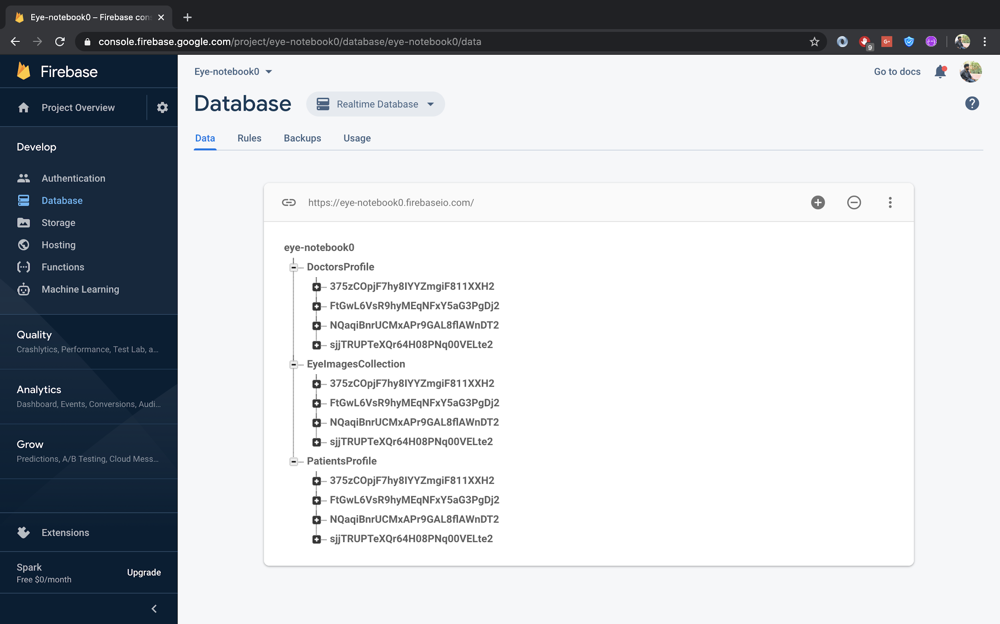 Eye-notebook0 – Firebase con
console.firebase.google.com/project/eye-notebook0/database/eye-notebook0/data
9
G+
Firebase
Eye-notebook0
Go to docs
Project Overview
Database
Realtime Database
?
Data Rules Backups Usage
Develop
Authentication
Database
Storage
Hosting
Functions
Machine Learning
Quality
Crashlytics, Performance, Test Lab, a...
Analytics
Dashboard, Events, Conversions, Audi...
Grow
Predictions, A/B Testing, Cloud Mess...
Extensions
Spark
Free $0/month
Upgrade
https://eye-notebook0.firebaseio.com/
eye-notebook0
DoctorsProfile
375zCOpjF7hy8IYYZmgiF811XXH2
FtGwL6VsR9hyMEqNFxY5aG3PgDj2
NQaqiBnrUCMxAPr9GAL8flAWnDT2
sjjTRUPTeXQr64H08PNq00VELte2
EyeImagesCollection
375zCOpjF7hy8IYYZmgiF811XXH2
FtGwL6VsR9hyMEqNFxY5aG3PgDj2
NQaqiBnrUCMxAPr9GAL8flAWnDT2
sjjTRUPTeXQr64H08PNq00VELte2
PatientsProfile
375zCOpjF7hy8IYYZmgiF811XXH2
FtGwL6VsR9hyMEqNFxY5aG3PgDj2
NQaqiBnrUCMxAPr9GAL8flAWnDT2
sjjTRUPTeXQr64H08PNq00VELte2